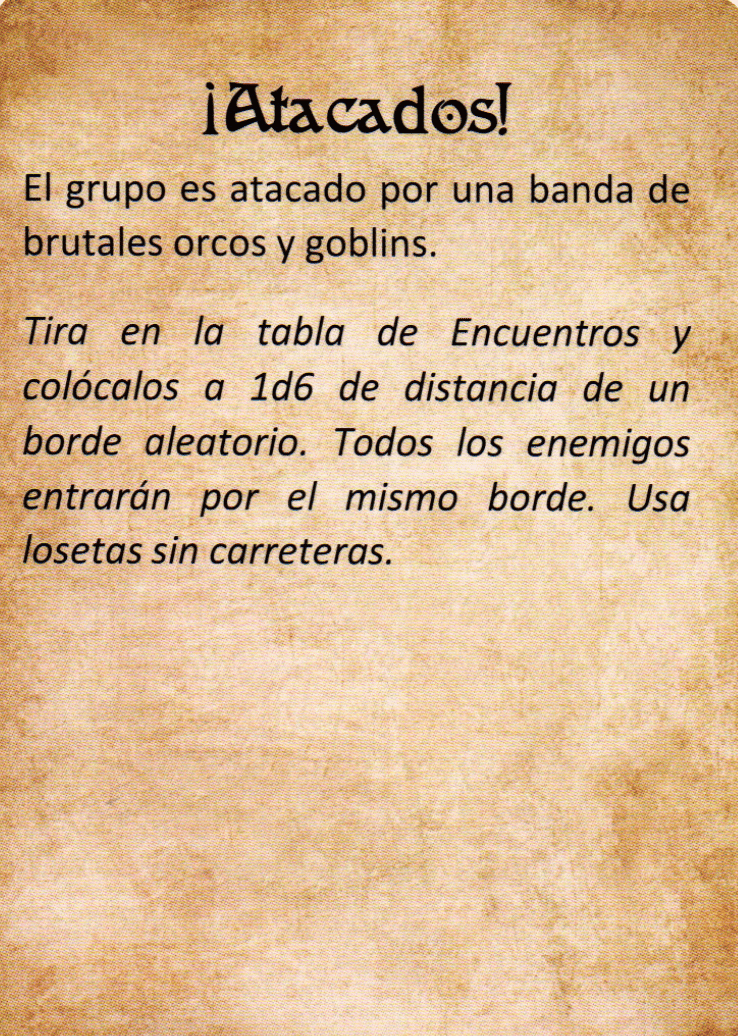 ¡Atacados!
El grupo es atacado por una banda de
brutales orcos y goblins.
Tira en la tabla de Encuentros y
colócalos a 1d6 de distancia de un
borde aleatorio. Todos los enemigos
entrarán por el mismo borde. Usa
losetas sin carreteras.